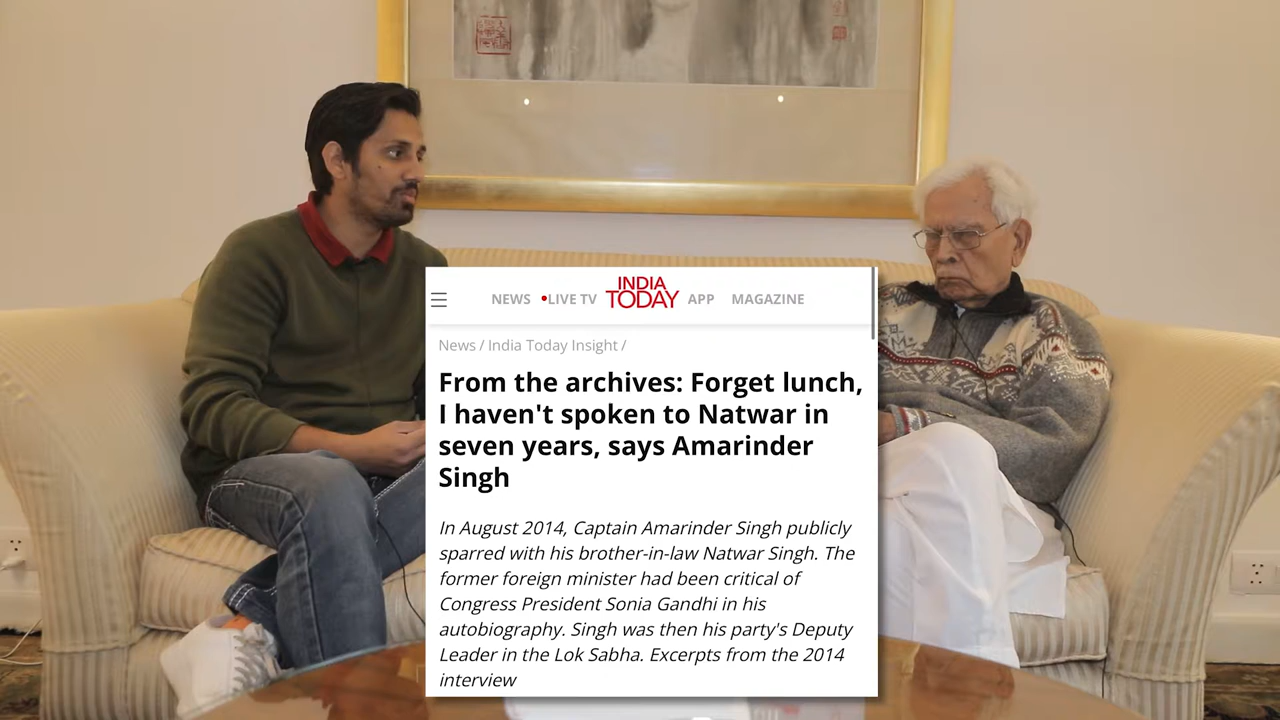 NEWS •LIVE TV INDIA TODAY APP MAGAZINE
News / India Today Insight /
From the archives: Forget lunch,
I haven't spoken to Natwar in
seven years, says Amarinder
Singh
In August 2014, Captain Amarinder Singh publicly
sparred with his brother-in-law Natwar Singh. The
former foreign minister had been critical of
Congress President Sonia Gandhi in his
autobiography. Singh was then his party's Deputy
Leader in the Lok Sabha. Excerpts from the 2014
interview